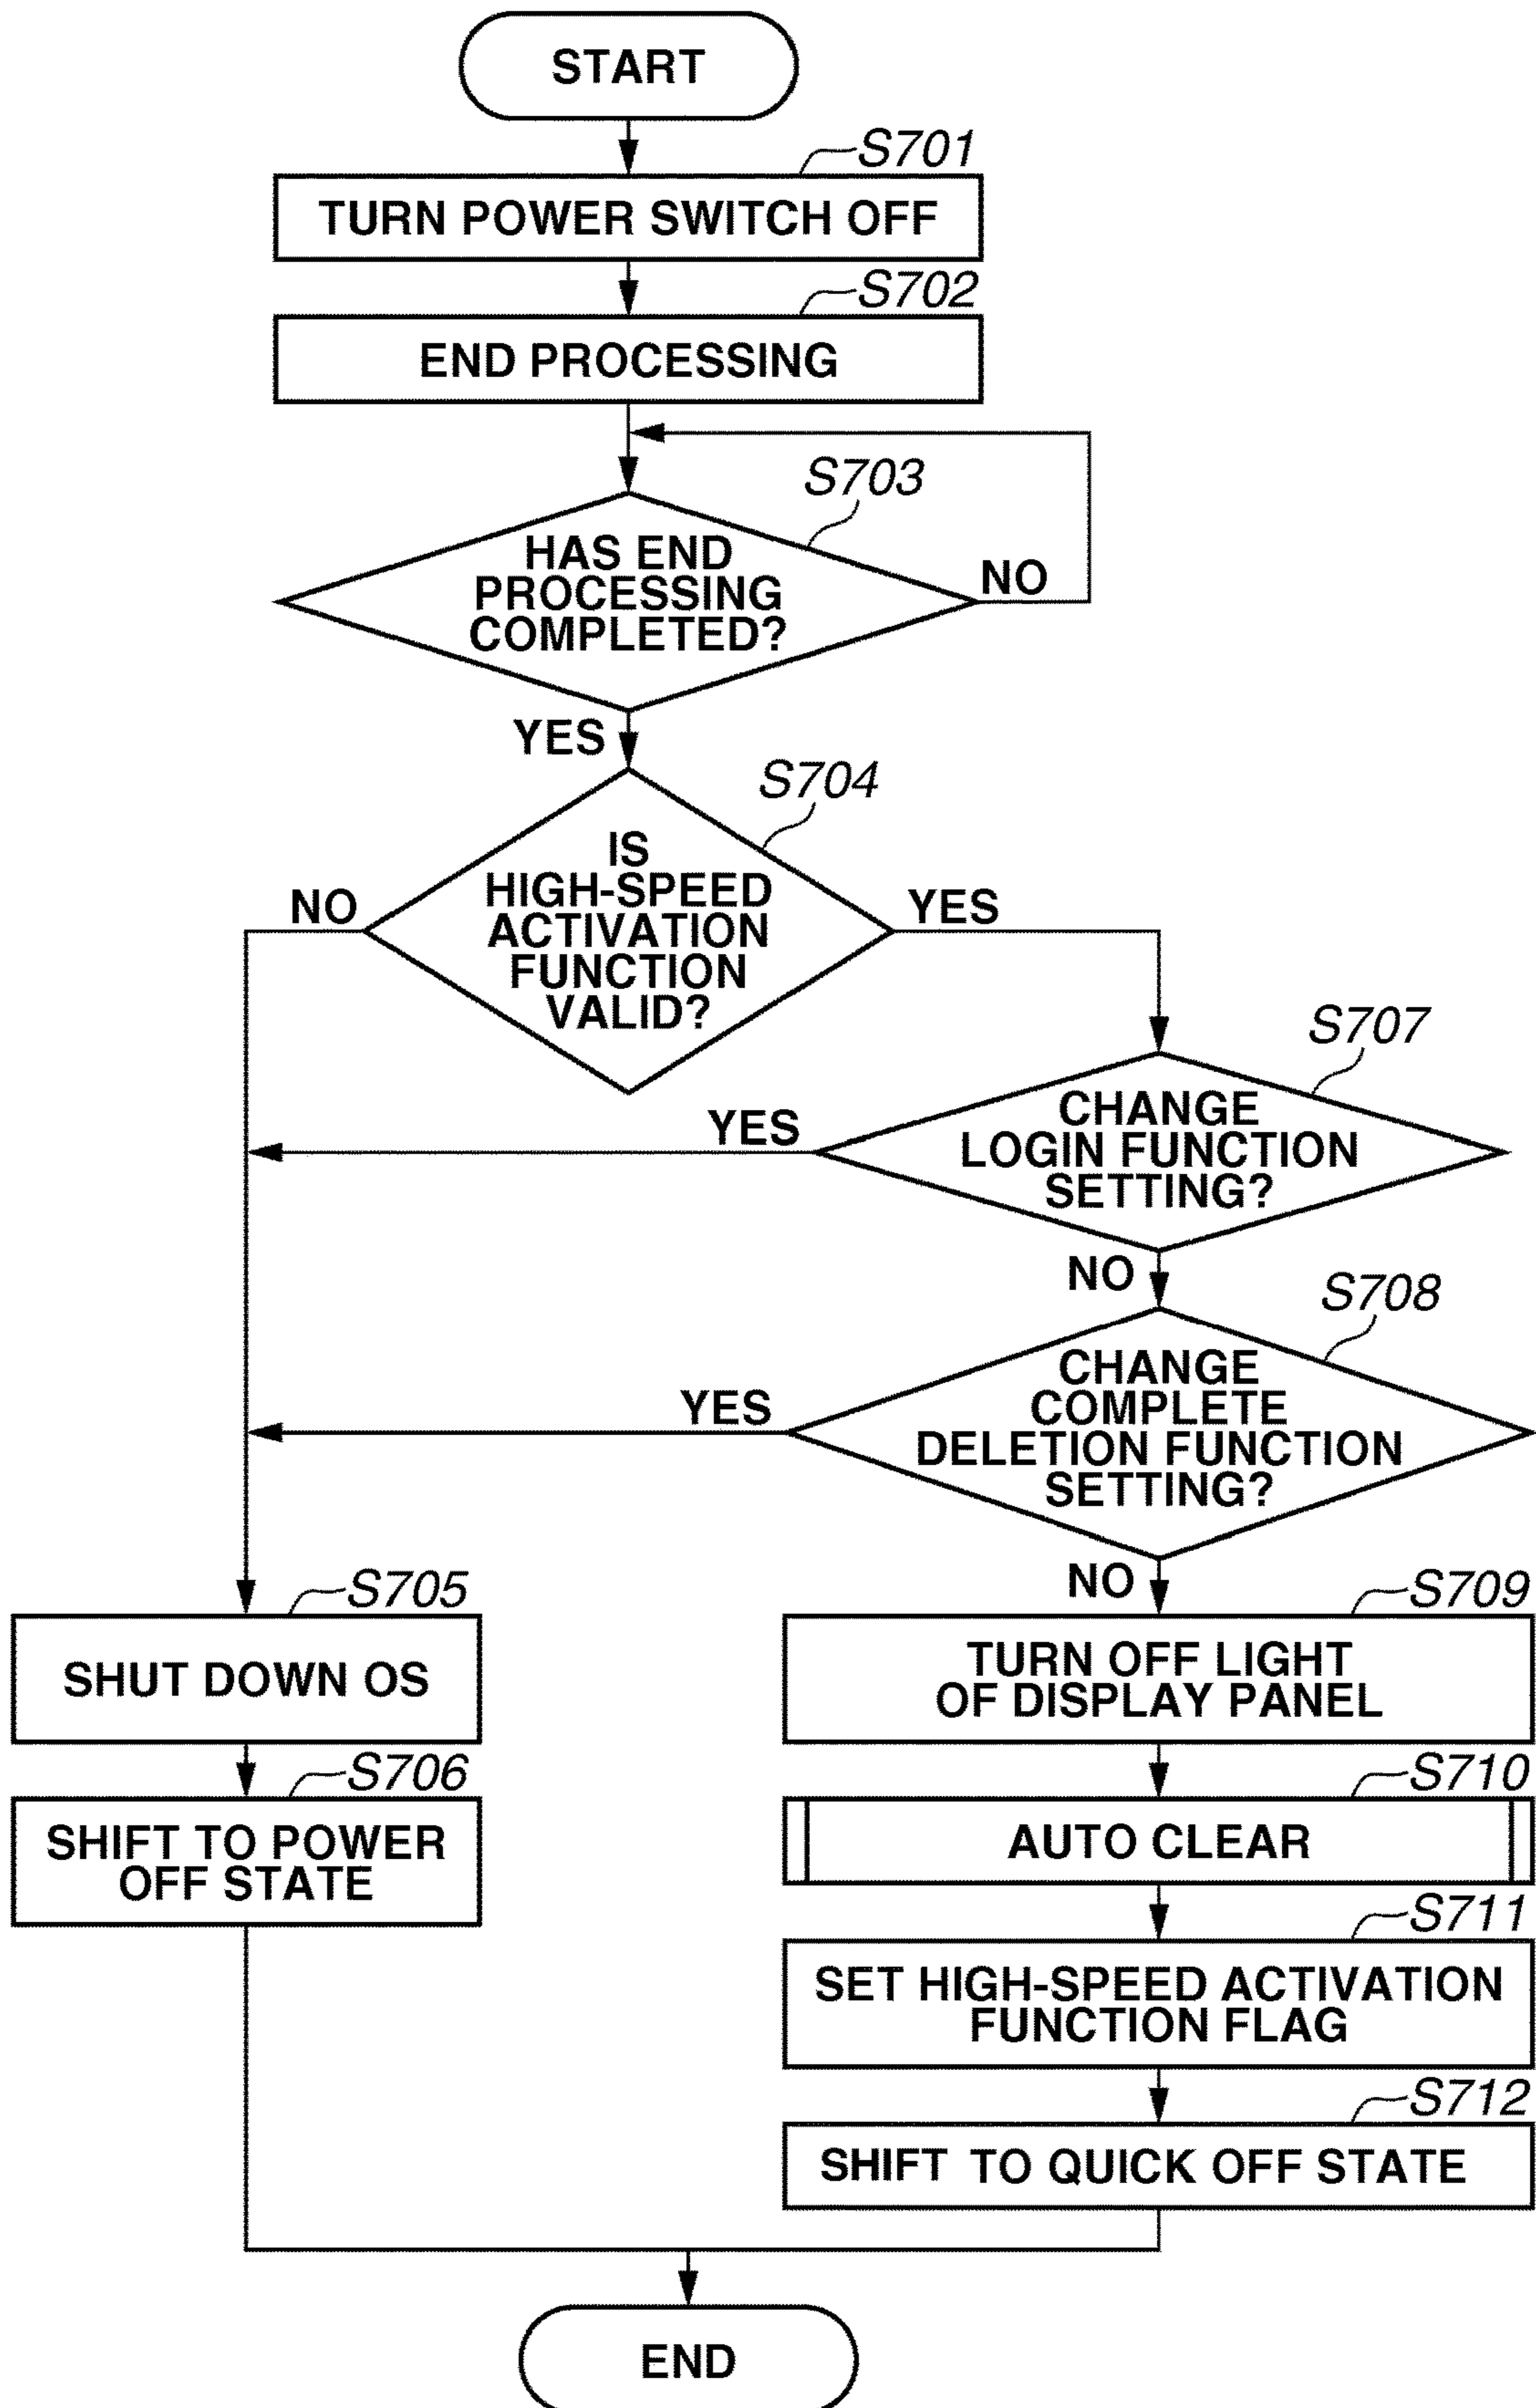 START
S701
TURN POWER SWITCH OFF
S702
END PROCESSING
S703
HAS END
PROCESSING
COMPLETED?
NO
YES
S704
IS
HIGH-SPEED
ACTIVATION
FUNCTION
VALID?
NO
YES
S707
CHANGE
LOGIN FUNCTION
SETTING?
YES
NO
S708
CHANGE
COMPLETE
DELETION FUNCTION
SETTING?
YES
NO
S705
SHUT DOWN OS
S706
SHIFT TO POWER
OFF STATE
S709
TURN OFF LIGHT
OF DISPLAY PANEL
S710
AUTO CLEAR
S711
SET HIGH-SPEED ACTIVATION
FUNCTION FLAG
S712
SHIFT TO QUICK OFF STATE
END